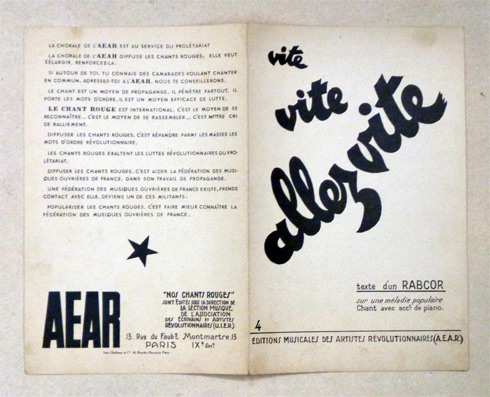 LA CHORALE DE L'AEAR EST AU SERVICE DU PROLÉTARIAT
LA CHORALE DE L'AEAR DIFFUSE LES CHANTS ROUGES, ELLE VEUT
S'ÉLARGIR, RENFORCEZ-LA.
SI AUTOUR DE TOI, TU CONNAIS DES CAMARADES VOULANT CHANTER
EN COMMUN, ADRESSES-TOI A L'AEAR, NOUS TE CONSEILLERONS.
LE CHANT EST UN MOYEN DE PROPAGANDE, IL PÉNÈTRE PARTOUT, IL
PORTE LES MOTS D'ORDRE, IL EST UN MOYEN EFFICACE DE LUTTE.
LE CHANT ROUGE EST INTERNATIONAL, C'EST LE MOYEN DE SE
RECONNAÎTRE... C'EST LE MOYEN DE SE RASSEMBLER... C'EST NOTRE CRI
DE RALLIEMENT.
DIFFUSER LES CHANTS ROUGES, C'EST RÉPANDRE PARMI LES MASSES LES
MOTS D'ORDRE RÉVOLUTIONNAIRE,
LES CHANTS ROUGES EXALTENT LES LUTTES RÉVOLUTIONNAIRES DU PRO-
LÉTARIAT.
DIFFUSER LES CHANTS ROUGES, C'EST AIDER LA FÉDÉRATION DES MUSI-
QUES OUVRIÈRES DE FRANCE, DANS SON TRAVAIL DE PROPAGANDE.
UNE FÉDÉRATION DES MUSIQUES OUVRIÈRES DE FRANCE EXISTE, PRENDS
CONTACT AVEC ELLE, DEVIENS UN DE CES MILITANTS.
POPULARISER LES CHANTS ROUGES, C'EST FAIRE MIEUX CONNAÎTRE LA
FÉDÉRATION DES MUSIQUES OUVRIÈRES DE FRANCE.
AEAR
"NOS CHANTS ROUGES"
SONT ÉDITÉS SOUS LA DIRECTION DE
LA SECTION MUSIQUE
DE L'ASSOCIATION
DES ÉCRIVAINS ET ARTISTES
RÉVOLUTIONNAIRES (U.I.E.R.)
13. Rue du Faubg. Montmartre. 13
PARIS IXe Arrt
vite
vite
allez vite
texte d'un RABCOR
sur une mélodie populaire
Chant avec acct de piano.
4
EDITIONS MUSICALES DES ARTISTES RÉVOLUTIONNAIRES (A.E.A.R.)